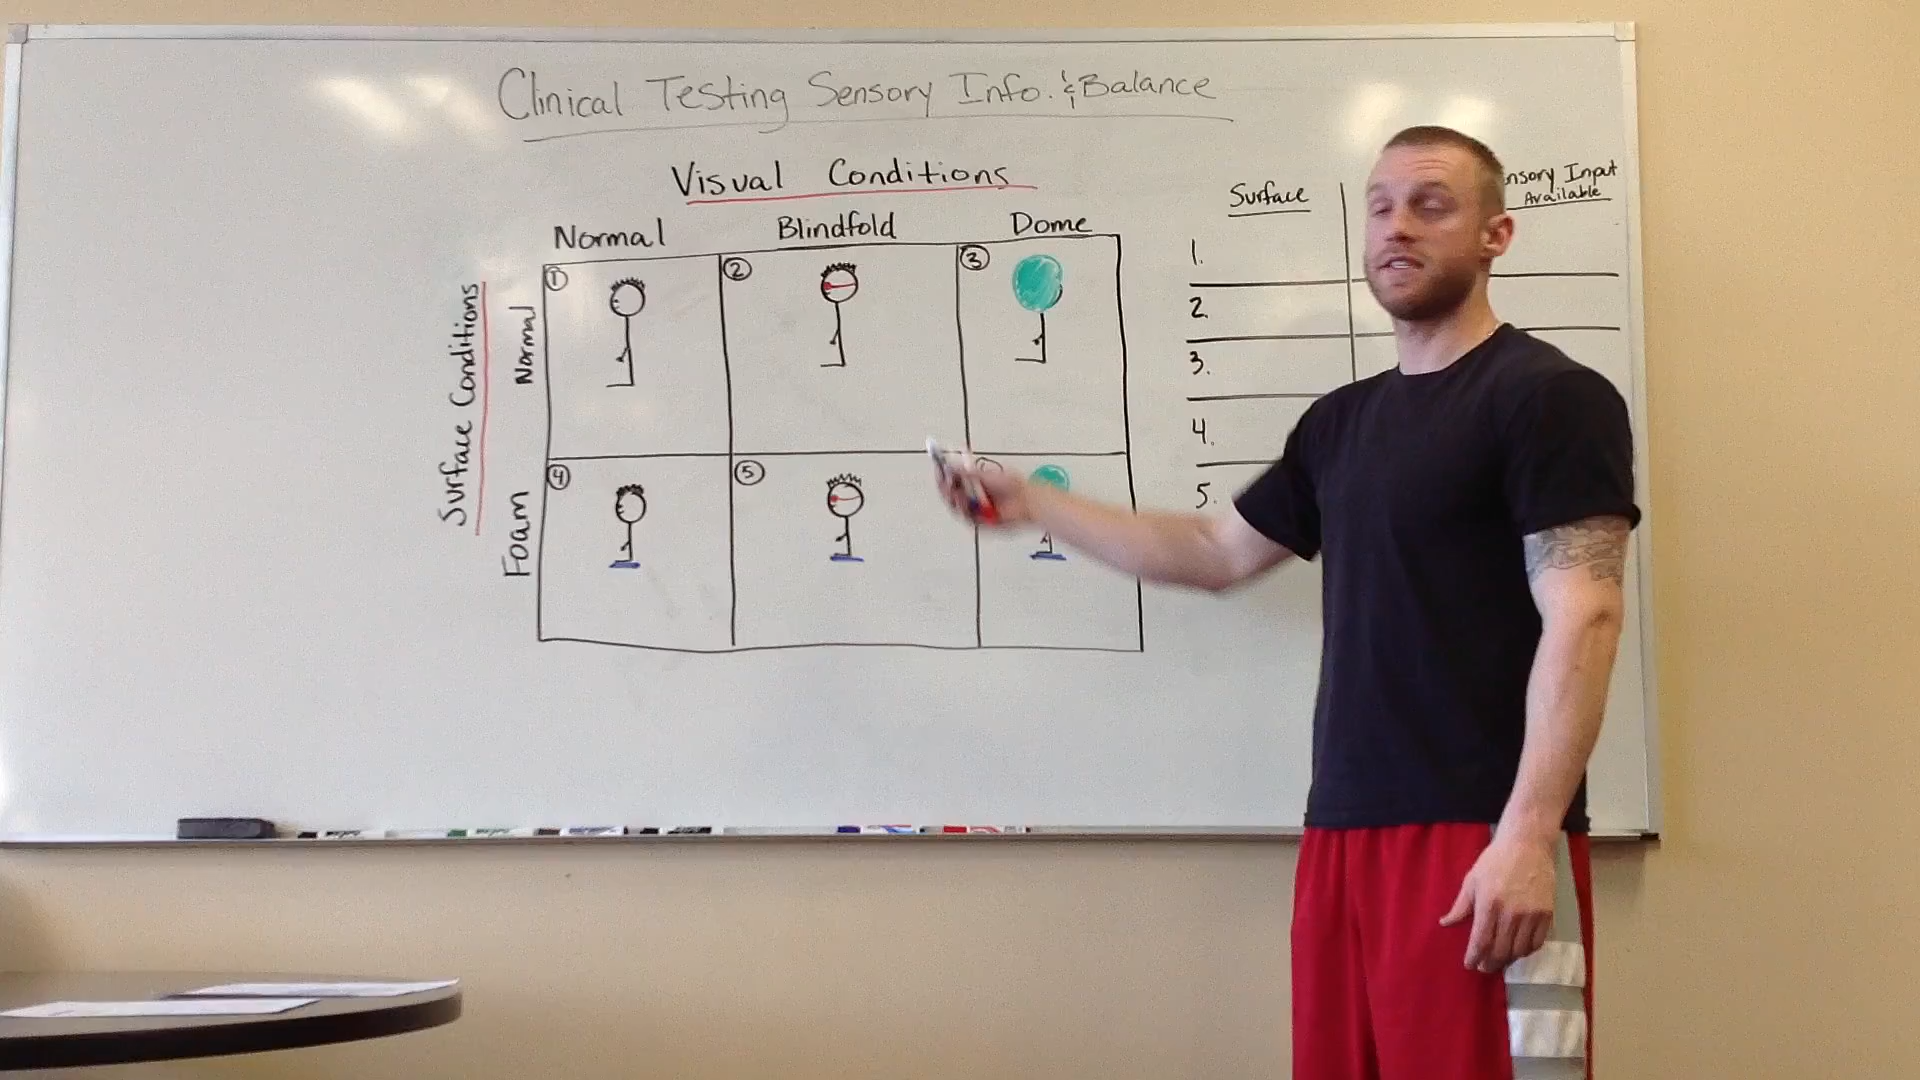 Clinical Testing Sensory Info. & Balance
Visual Conditions
Normal Blindfold Dome
Surface Conditions
Normal
① ② ③
Foam
④ ⑤
Surface
Input
Available
1.
2.
3.
4.
5.